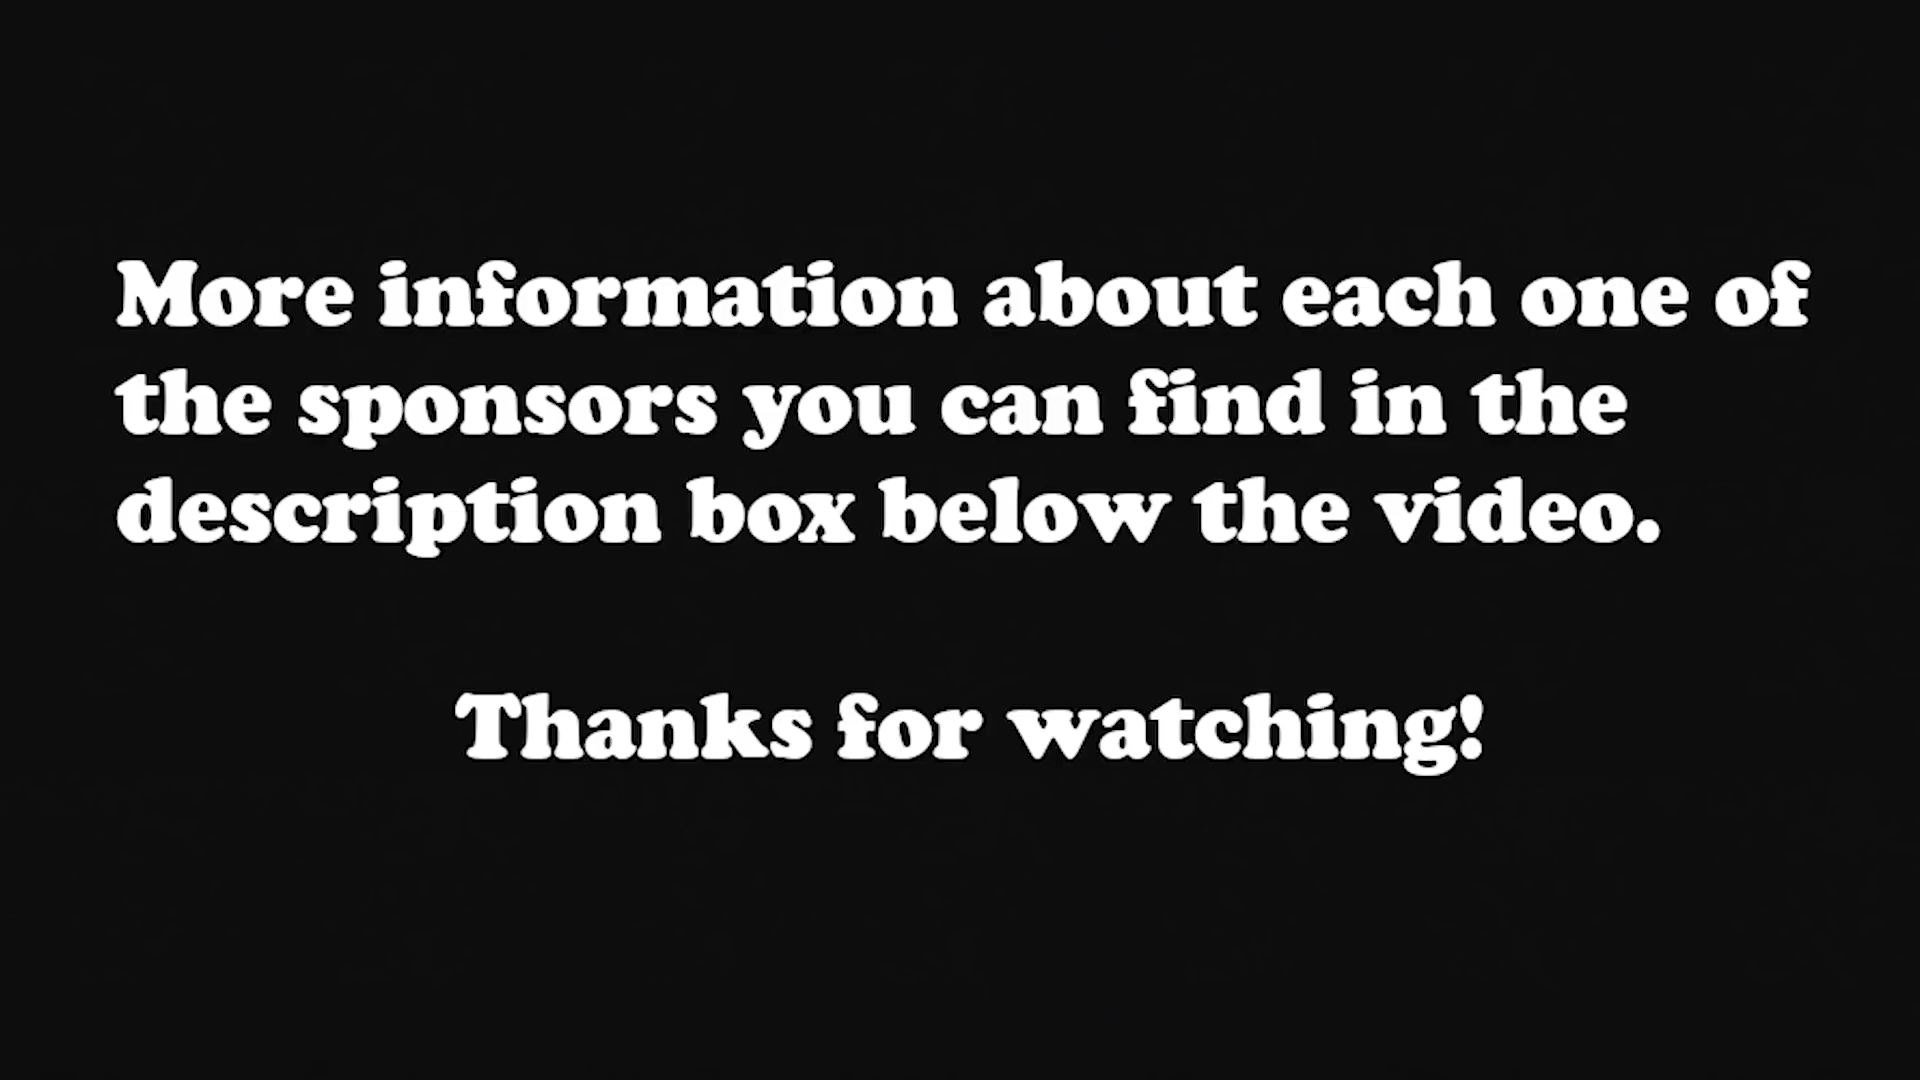 More information about each one of
the sponsors you can find in the
description box below the video.
Thanks for watching!